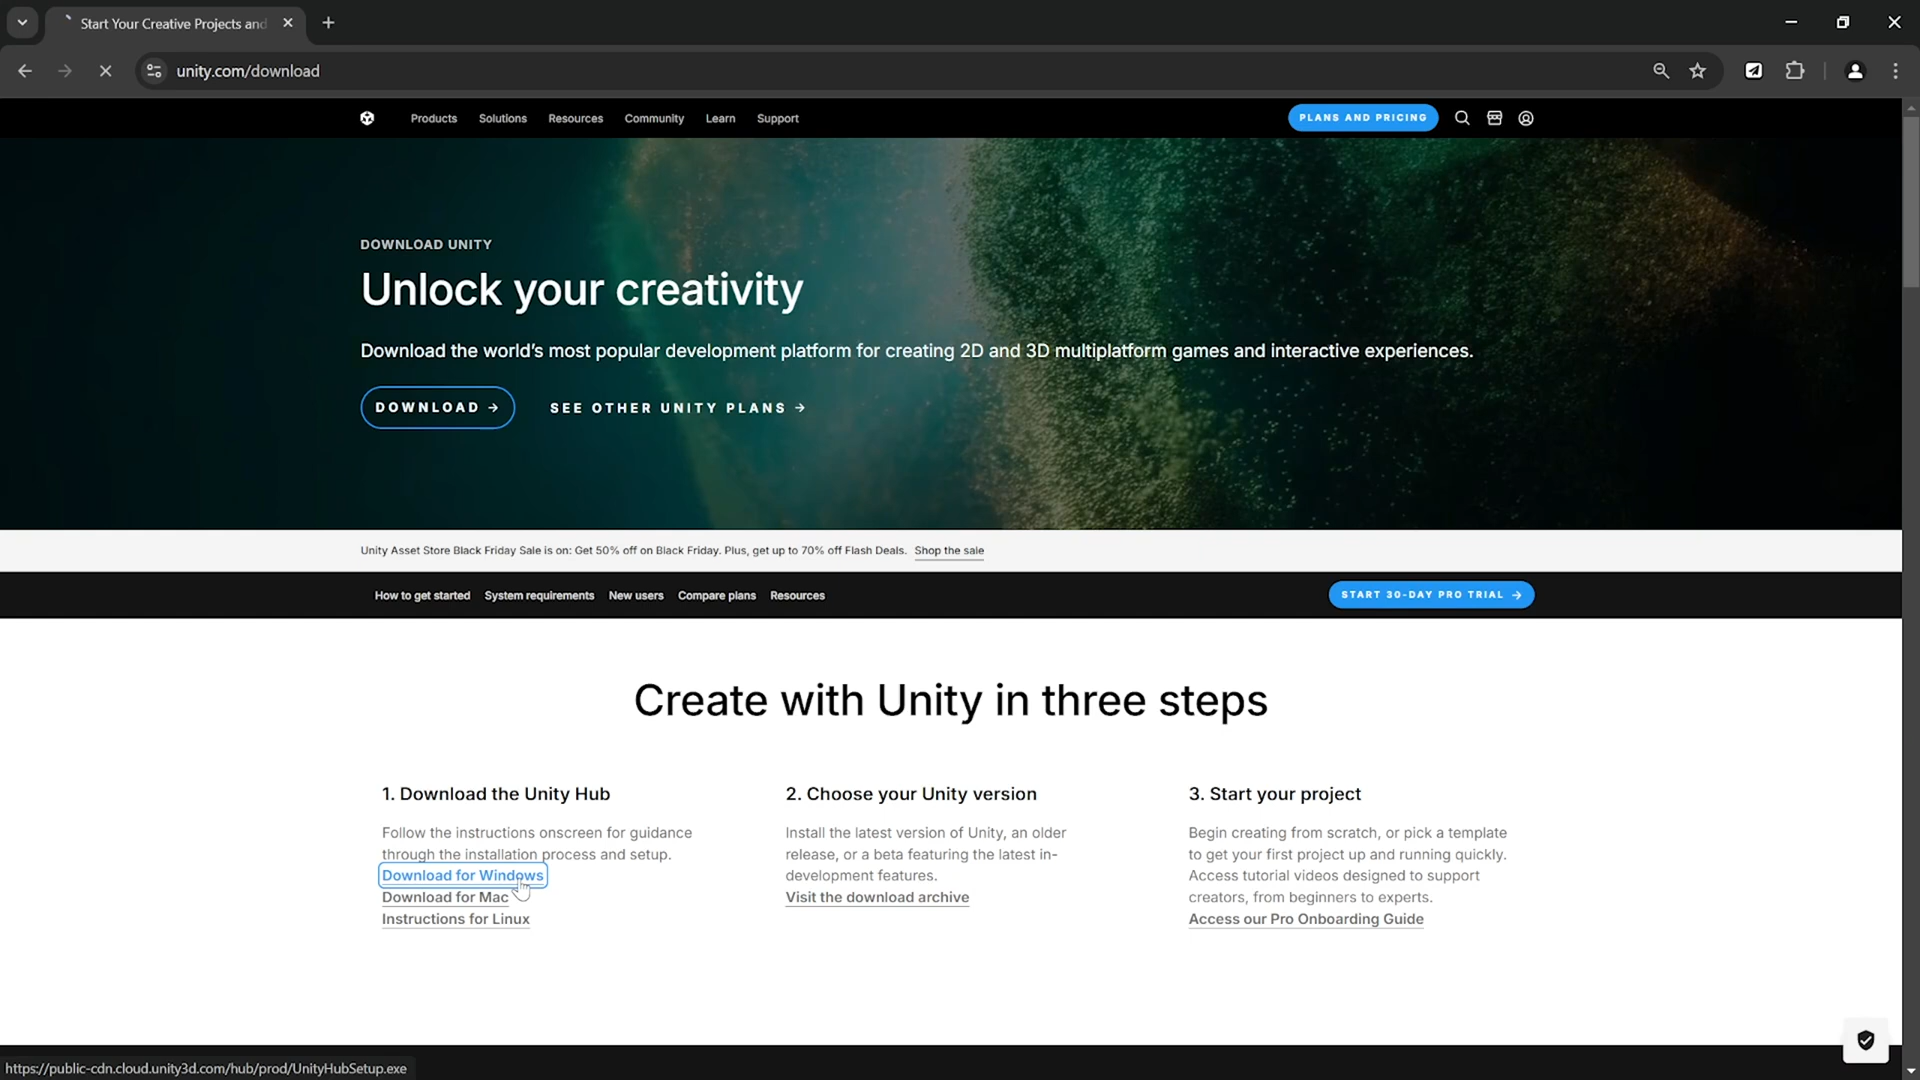 Start Your Creative Projects and
unity.com/download
Products
Solutions
Resources
Community
Learn
Support
PLANS AND PRICING
DOWNLOAD UNITY
Unlock your creativity
Download the world's most popular development platform for creating 2D and 3D multiplatform games and interactive experiences.
DOWNLOAD →
SEE OTHER UNITY PLANS →
Unity Asset Store Black Friday Sale is on: Get 50% off on Black Friday. Plus, get up to 70% off Flash Deals. Shop the sale
How to get started
System requirements
New users
Compare plans
Resources
START 30-DAY PRO TRIAL →
Create with Unity in three steps
1. Download the Unity Hub
Follow the instructions onscreen for guidance
through the installation process and setup.
Download for Windows
Download for Mac
Instructions for Linux
2. Choose your Unity version
Install the latest version of Unity, an older
release, or a beta featuring the latest in-
development features.
Visit the download archive
3. Start your project
Begin creating from scratch, or pick a template
to get your first project up and running quickly.
Access tutorial videos designed to support
creators, from beginners to experts.
Access our Pro Onboarding Guide
https://public-cdn.cloud.unity3d.com/hub/prod/UnityHubSetup.exe